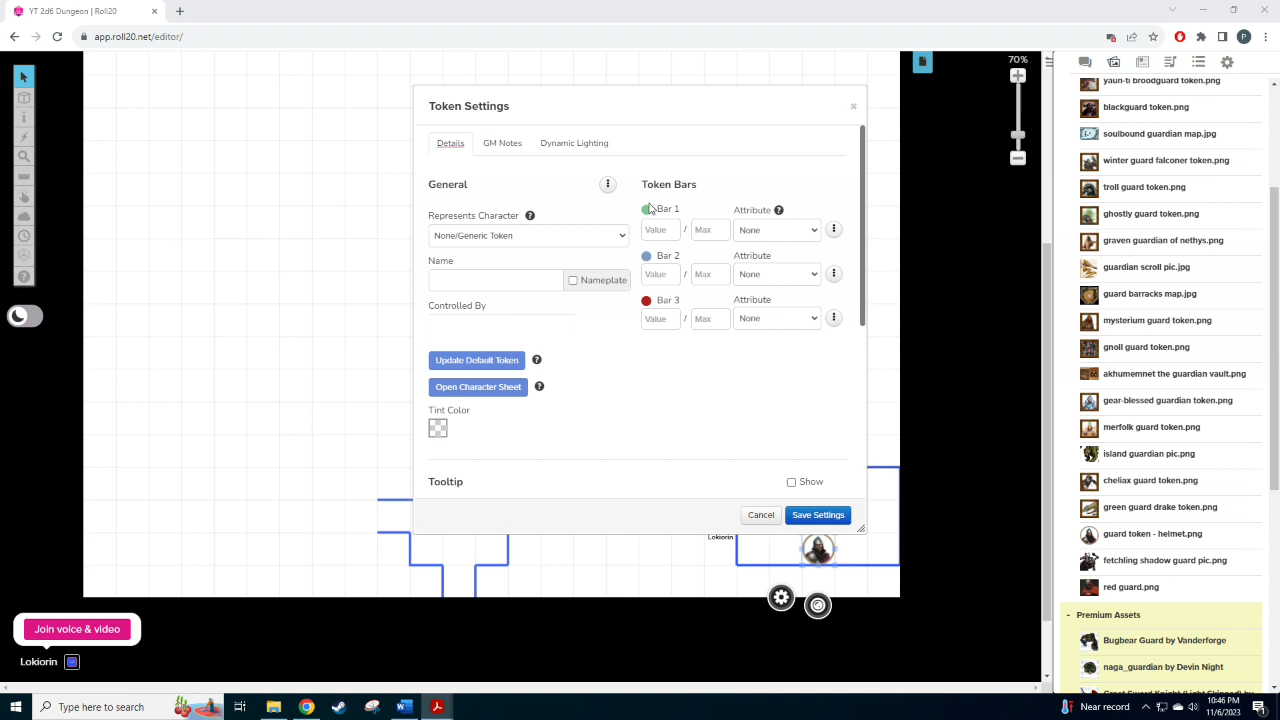 YT 2d6 Dungeon | Roll20
app.roll20.net/editor/
P
70%
Token Settings
Details
GM Notes
Dynamic Lighting
General
Token Bars
Represents Character
None/Generic Token
Name
Nameplate
Controlled By
Bar 1
Attribute
Value / Max None
Bar 2
Attribute
Value / Max None
Bar 3
Attribute
Value / Max None
Update Default Token
Open Character Sheet
Tint Color
Tooltip
Show
Cancel
Save Settings
Lokiorin
yaun-ti broodguard token.png
blackguard token.png
soulbound guardian map.jpg
winter guard falconer token.png
troll guard token.png
ghostly guard token.png
graven guardian of nethys.png
guardian scroll pic.jpg
guard barracks map.jpg
mysterium guard token.png
gnoll guard token.png
akhumemnet the guardian vault.png
gear-blessed guardian token.png
merfolk guard token.png
island guardian pic.png
cheliax guard token.png
green guard drake token.png
guard token - helmet.png
fetchling shadow guard pic.png
red guard.png
- Premium Assets
Bugbear Guard by Vanderforge
naga_guardian by Devin Night
Great Sword Knight (Light Skinned) by
Join voice & video
Lokiorin
Type here to search
Near record
10:46 PM
11/6/2023